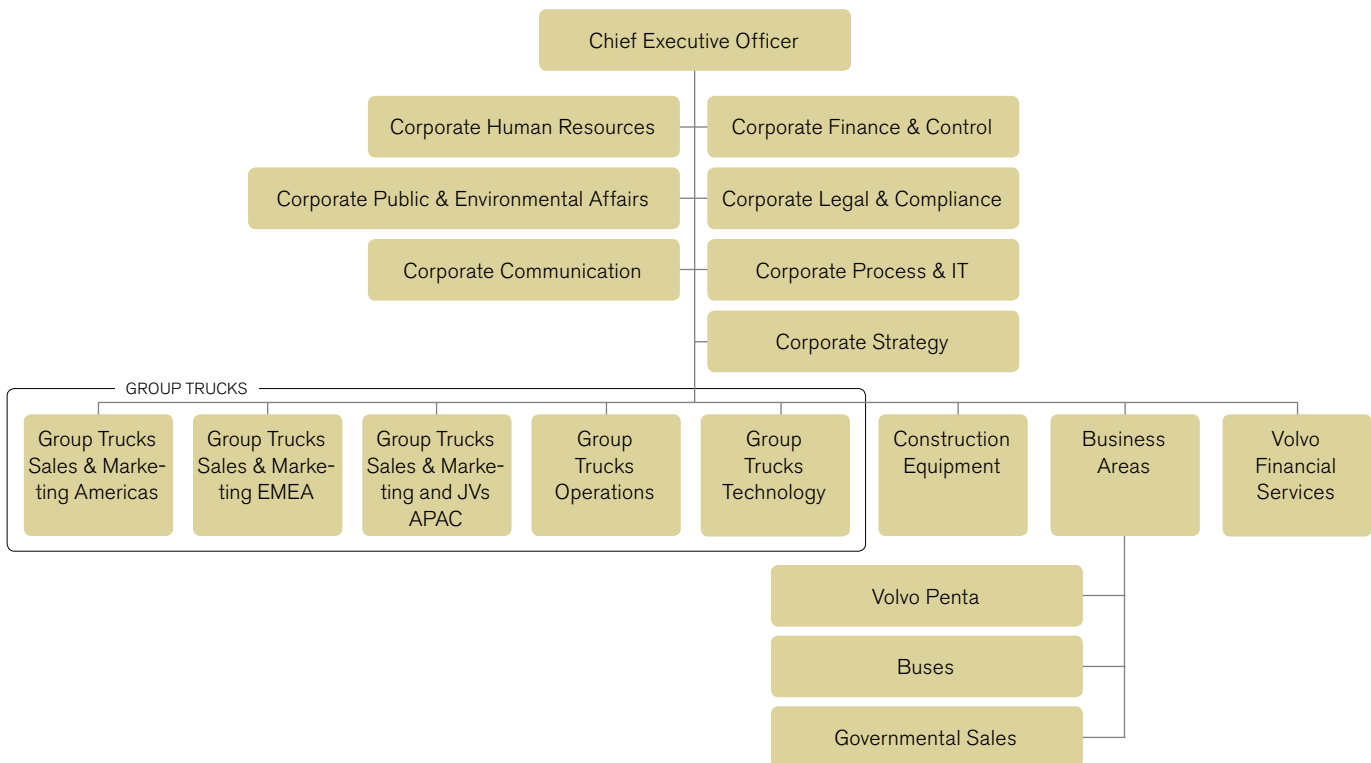 Chief Executive Officer
Corporate Human Resources
Corporate Finance & Control
Corporate Public & Environmental Affairs
Corporate Legal & Compliance
Corporate Communication
Corporate Process & IT
Corporate Strategy
GROUP TRUCKS
Group Trucks
Sales & Marke-
ting Americas
Group Trucks
Sales & Marke-
ting EMEA
Group Trucks
Sales & Marke-
ting and JVs
APAC
Group
Trucks
Operations
Group
Trucks
Technology
Construction
Equipment
Business
Areas
Volvo
Financial
Services
Volvo Penta
Buses
Governmental Sales